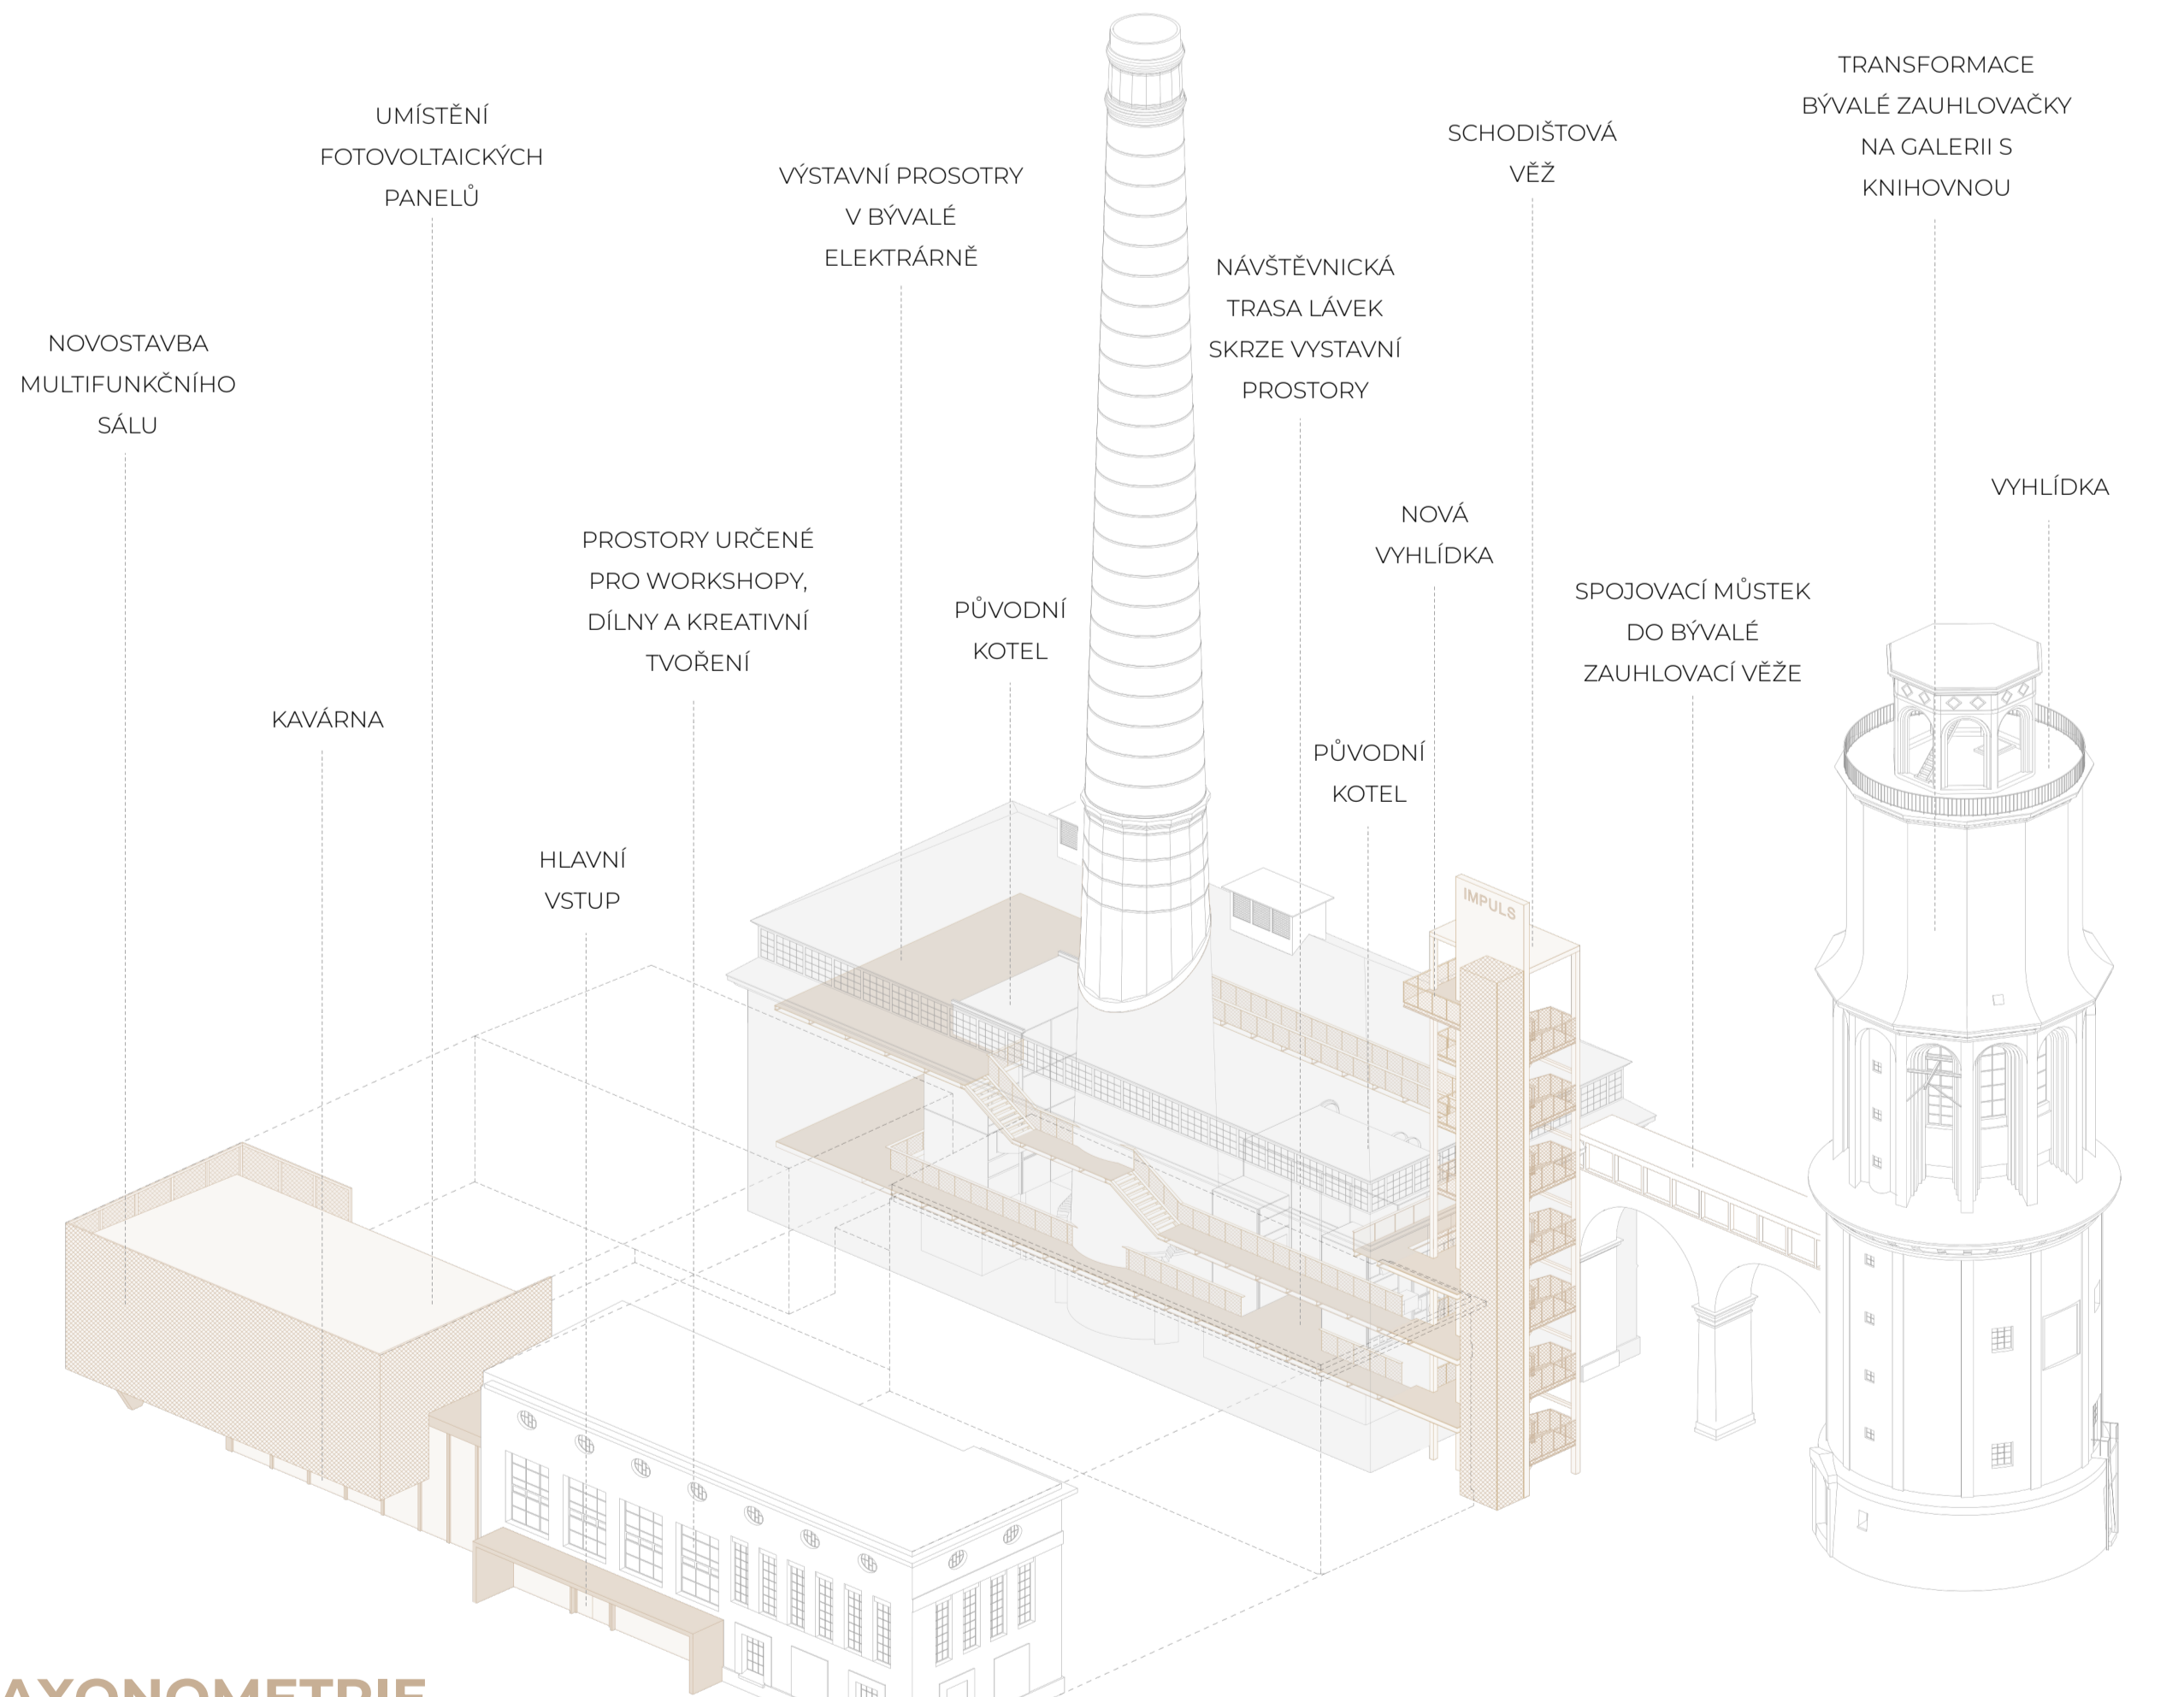 TRANSFORMACE
BÝVALÉ ZAUHLOVAČKY
NA GALERII S
KNIHOVNOU
UMÍSTĚNÍ
FOTOVOLTAICKÝCH
PANELŮ
SCHODIŠTOVÁ
VĚŽ
VÝSTAVNÍ PROSOTRY
V BÝVALÉ
ELEKTRÁRNĚ
NÁVŠTĚVNICKÁ
TRASA LÁVEK
SKRZE VYSTAVNÍ
PROSTORY
NOVOSTAVBA
MULTIFUNKČNÍHO
SÁLU
VYHLÍDKA
NOVÁ
VYHLÍDKA
PROSTORY URČENÉ
PRO WORKSHOPY,
DÍLNY A KREATIVNÍ
TVOŘENÍ
SPOJOVACÍ MŮSTEK
DO BÝVALÉ
ZAUHLOVACÍ VĚŽE
PŮVODNÍ
KOTEL
KAVÁRNA
PŮVODNÍ
KOTEL
HLAVNÍ
VSTUP
IMPULS
AXONOMETRIE